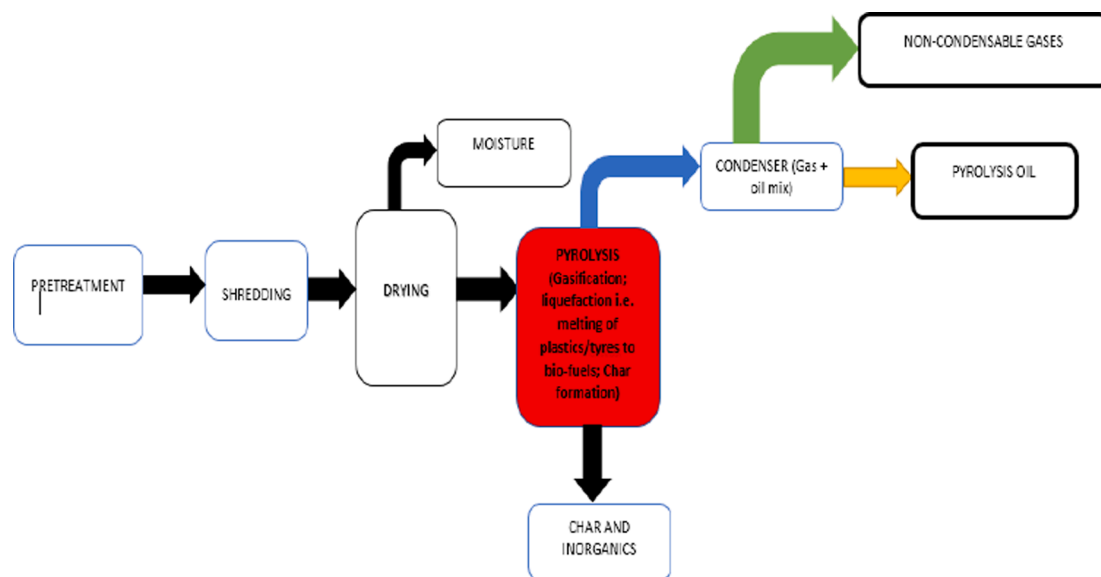 NON-CONDENSABLE GASES
MOISTURE
CONDENSER (Gas +
oil mix)
PYROLYSIS OIL
PRETREATMENT
SHREDDING
DRYING
PYROLYSIS
(Gasification;
liquefaction i.e.
melting of
plastics/tyres to
bio-fuels; Char
formation)
CHAR AND
INORGANICS